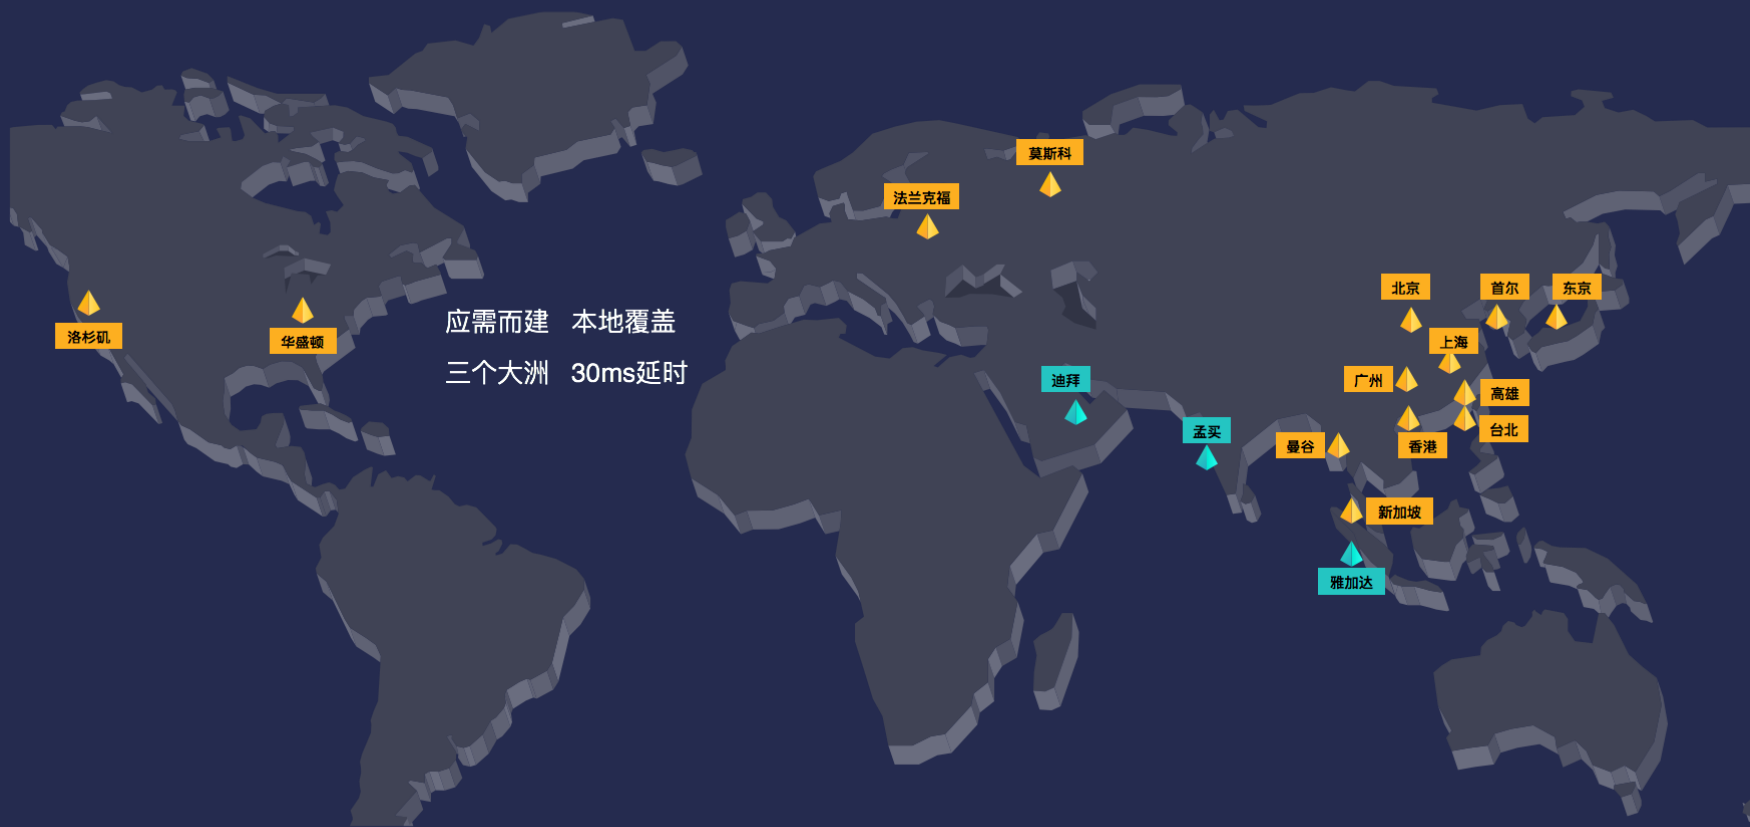 莫斯科
法兰克福
北京
首尔
东京
洛杉矶
华盛顿
应需而建 本地覆盖
上海
三个大洲 30ms延时
迪拜
广州
高雄
孟买
台北
曼谷
香港
新加坡
雅加达